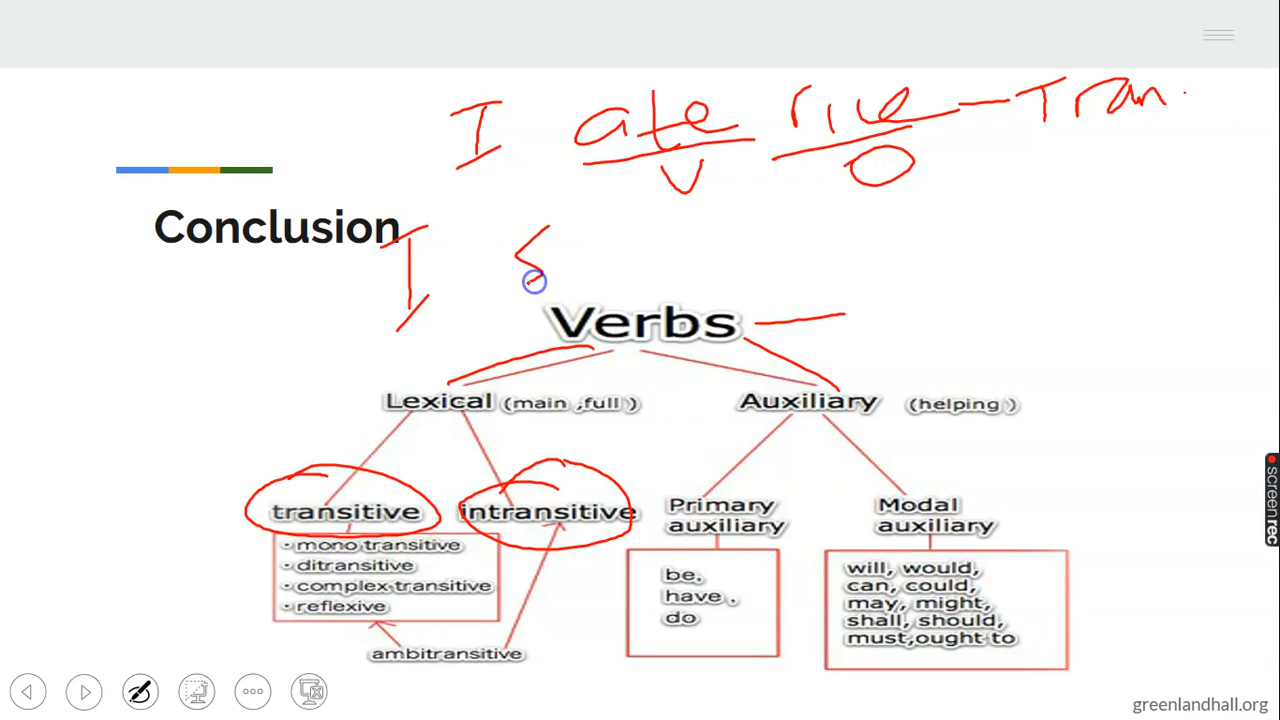 I ate rice - Tran.
V O
Conclusion
I s
Verbs
Lexical (main ,full ) Auxiliary (helping )
transitive intransitive Primary auxiliary Modal auxiliary
• mono transitive
• ditransitive
• complex transitive
• reflexive
be.
have .
do
will, would,
can, could,
may, might,
shall, should,
must,ought to
ambitransitive
screenrec
greenlandhall.org